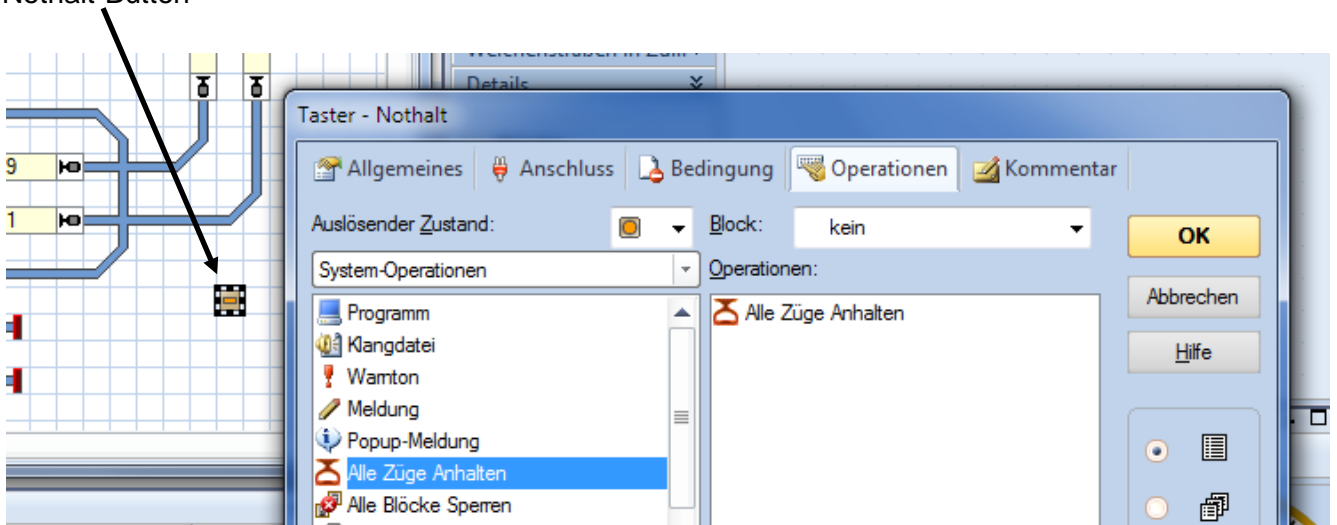 Nothalt-Button
Details
Taster - Nothalt
Allgemeines
Anschluss
Bedingung
Operationen
Kommentar
Auslösender Zustand:
Block:
kein
OK
System-Operationen
Operationen:
Abbrechen
Programm
Alle Züge Anhalten
Hilfe
Klangdatei
Warnton
Meldung
Popup-Meldung
Alle Züge Anhalten
Alle Blöcke Sperren
9
1